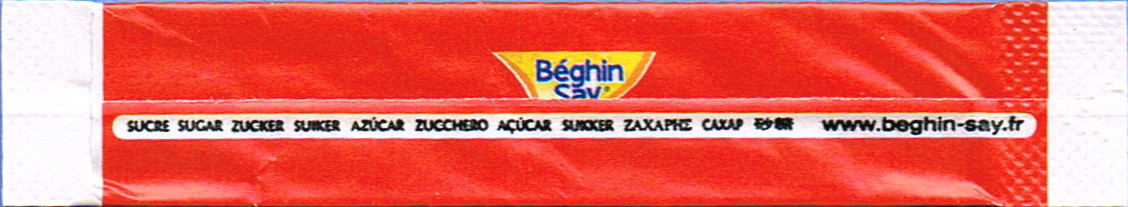 Béghin
Say®
SUCRE SUGAR ZUCKER SUIKER AZÚCAR ZUCCHERO AÇÚCAR SUKKER ΖΑΧΑΡΗΣ САХАР 砂糖 www.beghin-say.fr